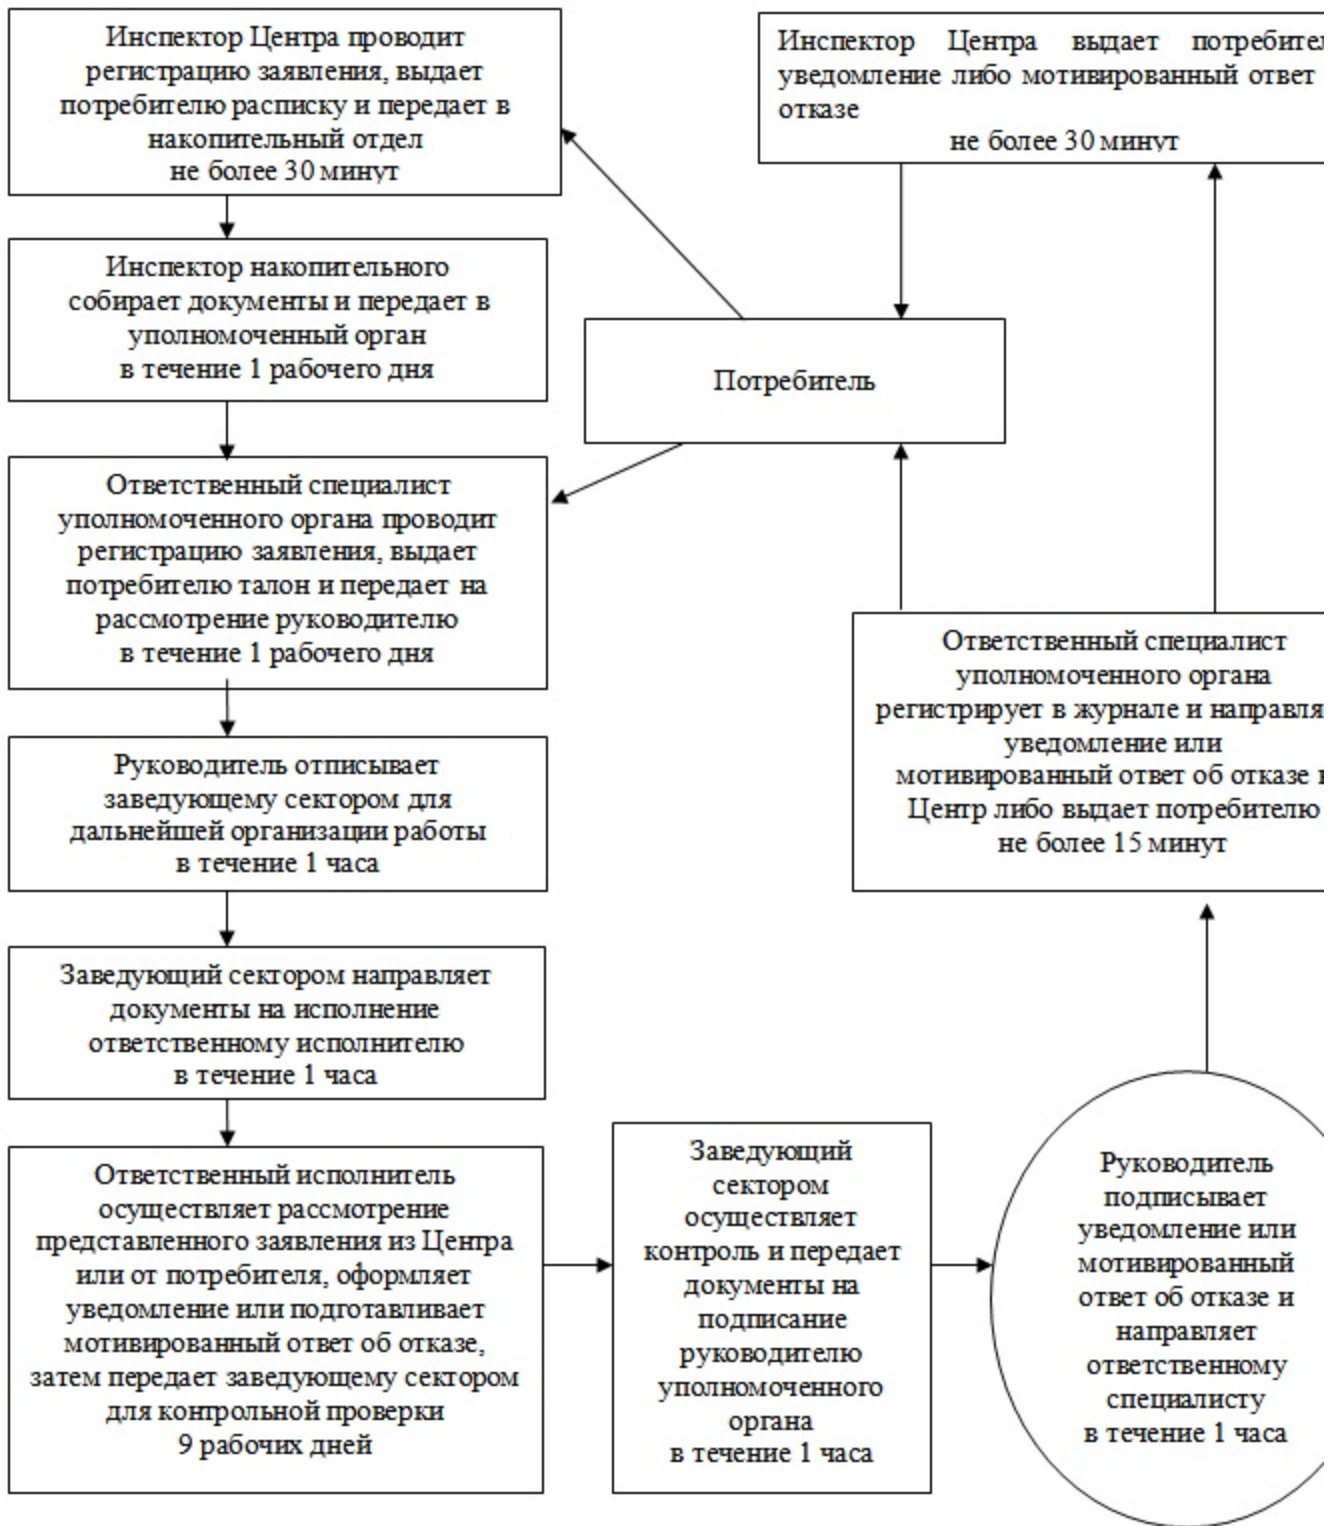 Инспектор Центра проводит
регистрацию заявления, выдает
потребителю расписку и передает в
накопительный отдел
не более 30 минут
Инспектор накопительного
собирает документы и передает в
уполномоченный орган
в течение 1 рабочего дня
Ответственный специалист
уполномоченного органа проводит
регистрацию заявления, выдает
потребителю талон и передает на
рассмотрение руководителю
в течение 1 рабочего дня
Руководитель отписывает
заведующему сектором для
дальнейшей организации работы
в течение 1 часа
Заведующий сектором направляет
документы на исполнение
ответственному исполнителю
в течение 1 часа
Ответственный исполнитель
осуществляет рассмотрение
представленного заявления из Центра
или от потребителя, оформляет
уведомление или подготавливает
мотивированный ответ об отказе,
затем передает заведующему сектором
для контрольной проверки
9 рабочих дней
Заведующий
сектором
осуществляет
контроль и передает
документы на
подписание
руководителю
уполномоченного
органа
в течение 1 часа
Руководитель
подписывает
уведомление или
мотивированный
ответ об отказе и
направляет
ответственному
специалисту
в течение 1 часа
Ответственный специалист
уполномоченного органа
регистрирует в журнале и
уведомление или
мотивированный ответ об отказе
Центр либо выдает потребителю
не более 15 минут
Потребитель
Инспектор Центра выдает
уведомление либо мотивированный ответ
отказе
не более 30 минут